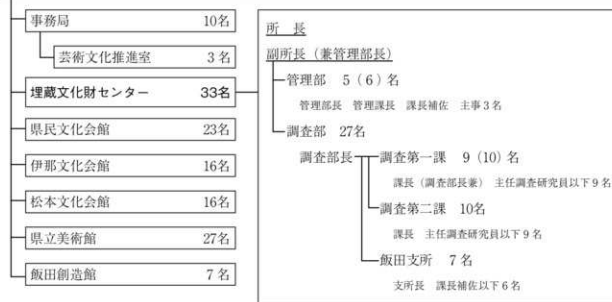 事務局 10名
芸術文化推進室 3名
埋蔵文化財センター 33名
県民文化会館 23名
伊那文化会館 16名
松本文化会館 16名
県立美術館 27名
飯田創造館 7名
所 長
副所長（兼管理部長）
管理部 5（6）名
管理部長 管理課長 課長補佐 主事3名
調査部 27名
調査部長
調査第一課 9（10）名
課長（調査部長兼） 主任調査研究員以下9名
調査第二課 10名
課長 主任調査研究員以下9名
飯田支所 7名
支所長 課長補佐以下6名